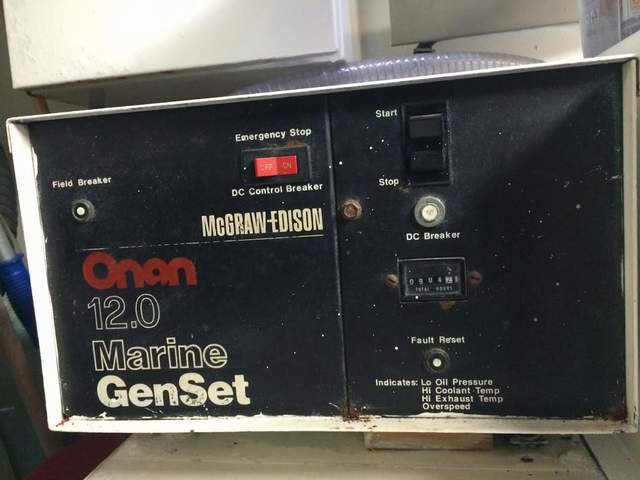 Start
Emergency Stop
OFF ON
Field Breaker
Stop
DC Control Breaker
McGRAW-EDISON
DC Breaker
Onan
12.0
Marine
GenSet
TOTAL HOURS
Fault Reset
Indicates: Lo Oil Pressure
Hi Coolant Temp
Hi Exhaust Temp
Overspeed